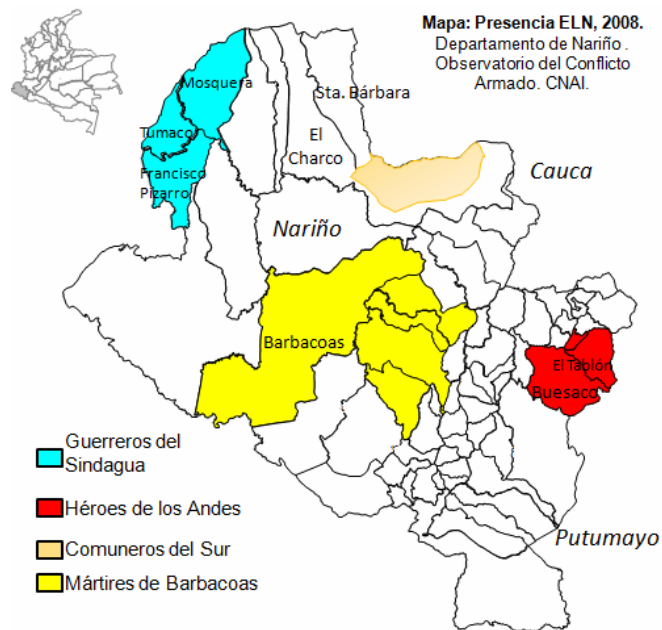 Mapa: Presencia ELN, 2008.
Departamento de Nariño .
Observatorio del Conflicto
Armado. CNAI.
Mosquera
Sta. Bárbara
Tumaco
El
Charco
Francisco
Pizarro
Cauca
Nariño
Barbacoas
El Tablón
Buesaco
Guerreros del
Sindagua
Héroes de los Andes
Comuneros del Sur
Mártires de Barbacoas
Putumayo